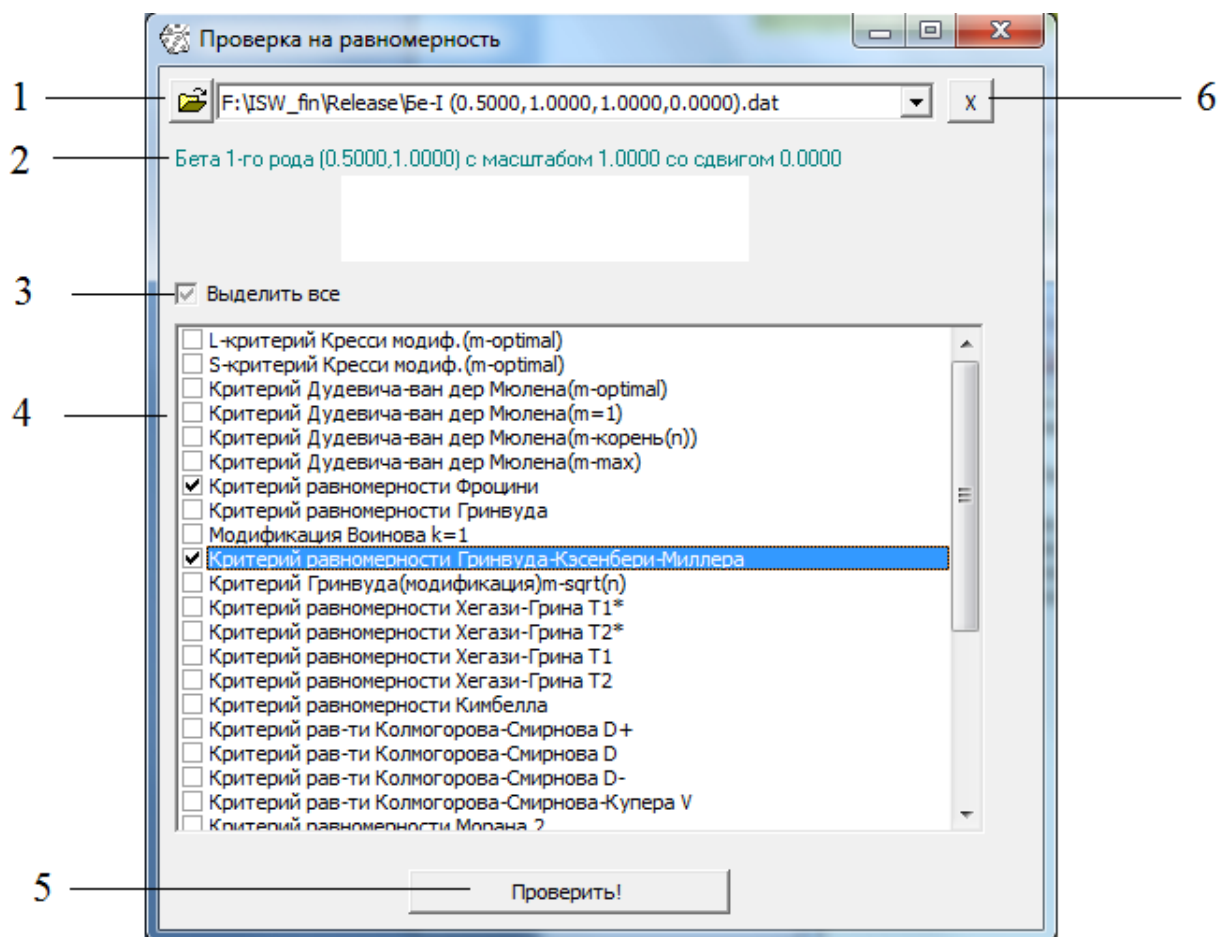 Проверка на равномерность
1
F:\ISW_fin\Release\Бе-I (0.5000,1.0000,1.0000,0.0000).dat
X
6
2
Бета 1-го рода (0.5000,1.0000) с масштабом 1.0000 со сдвигом 0.0000
3
Выделить все
L-критерий Кресси модиф.(m-optimal)
S-критерий Кресси модиф.(m-optimal)
Критерий Дудевича-ван дер Мюлена(m-optimal)
4
Критерий Дудевича-ван дер Мюлена(m=1)
Критерий Дудевича-ван дер Мюлена(m-корень(n))
Критерий Дудевича-ван дер Мюлена(m-max)
Критерий равномерности Фроцини
Критерий равномерности Гринвуда
Модификация Воинова k=1
Критерий равномерности Гринвуда-Кэсенбери-Миллера
Критерий Гринвуда(модификация)m-sqrt(n)
Критерий равномерности Хегази-Грина T1*
Критерий равномерности Хегази-Грина T2*
Критерий равномерности Хегази-Грина T1
Критерий равномерности Хегази-Грина T2
Критерий равномерности Кимбелла
Критерий рав-ти Колмогорова-Смирнова D+
Критерий рав-ти Колмогорова-Смирнова D
Критерий рав-ти Колмогорова-Смирнова D-
Критерий рав-ти Колмогорова-Смирнова-Купера V
Критерий равномерности Морана 2
5
Проверить!